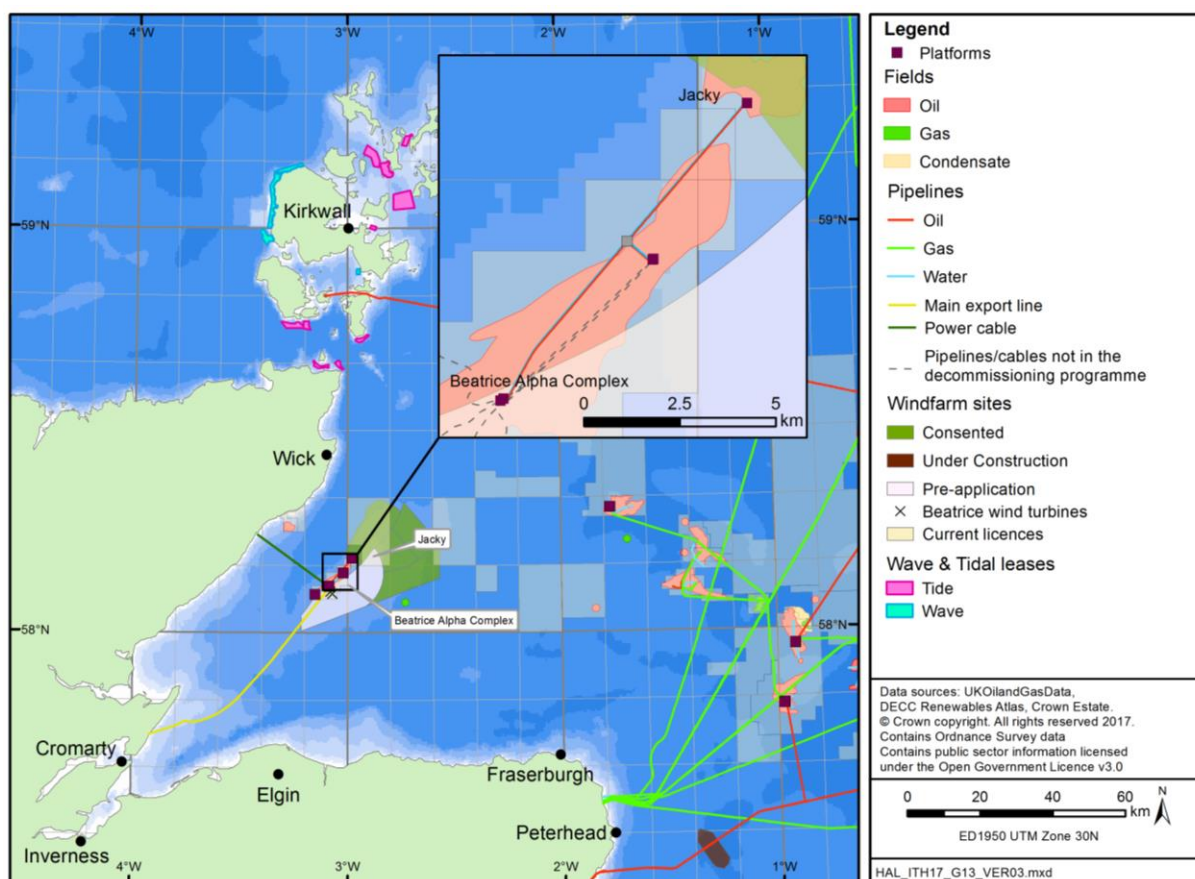 4°W
3°W
2°W
1°W
Jacky
59°N
Kirkwall
59°N
Beatrice Alpha Complex
0 2.5 5
km
Wick
Jacky
Beatrice Alpha Complex
58°N
58°N
Cromarty
Elgin
Fraserburgh
Peterhead
Inverness
4°W
3°W
2°W
1°W
Legend
Platforms
Fields
Oil
Gas
Condensate
Pipelines
Oil
Gas
Water
Main export line
Power cable
Pipelines/cables not in the
decommissioning programme
Windfarm sites
Consented
Under Construction
Pre-application
Beatrice wind turbines
Current licences
Wave & Tidal leases
Tide
Wave
Data sources: UKOilandGasData,
DECC Renewables Atlas, Crown Estate.
© Crown copyright. All rights reserved 2017.
Contains Ordnance Survey data
Contains public sector information licensed
under the Open Government Licence v3.0
0 20 40 60
km
N
ED1950 UTM Zone 30N
HAL_ITH17_G13_VER03.mxd